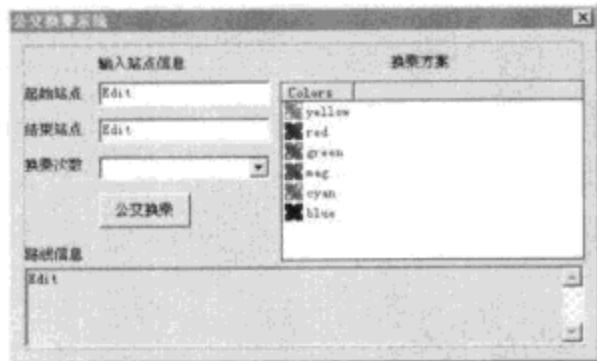 公交换乘系统
输入站点信息
换乘方案
起始站点 Edit
结束站点 Edit
换乘次数
公交换乘
Colors
yellow
red
green
mag
cyan
blue
路线信息
Edit